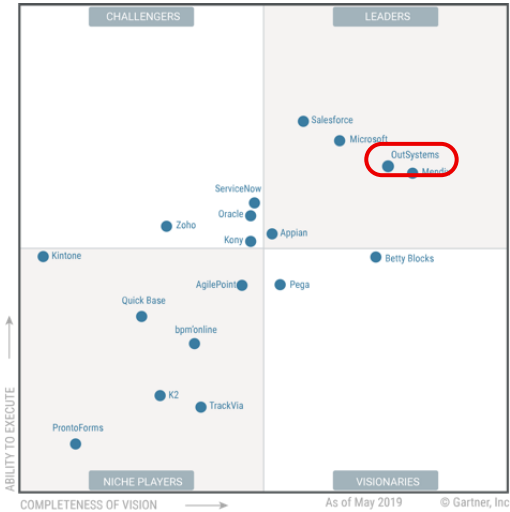 CHALLENGERS
LEADERS
Salesforce
Microsoft
OutSystems
Mendix
ServiceNow
Oracle
Zoho
Kony
Appian
Kintone
Betty Blocks
AgilePoint
Pega
Quick Base
bpm'online
K2
TrackVia
ProntoForms
NICHE PLAYERS
VISIONARIES
ABILITY TO EXECUTE
COMPLETENESS OF VISION
As of May 2019
© Gartner, Inc